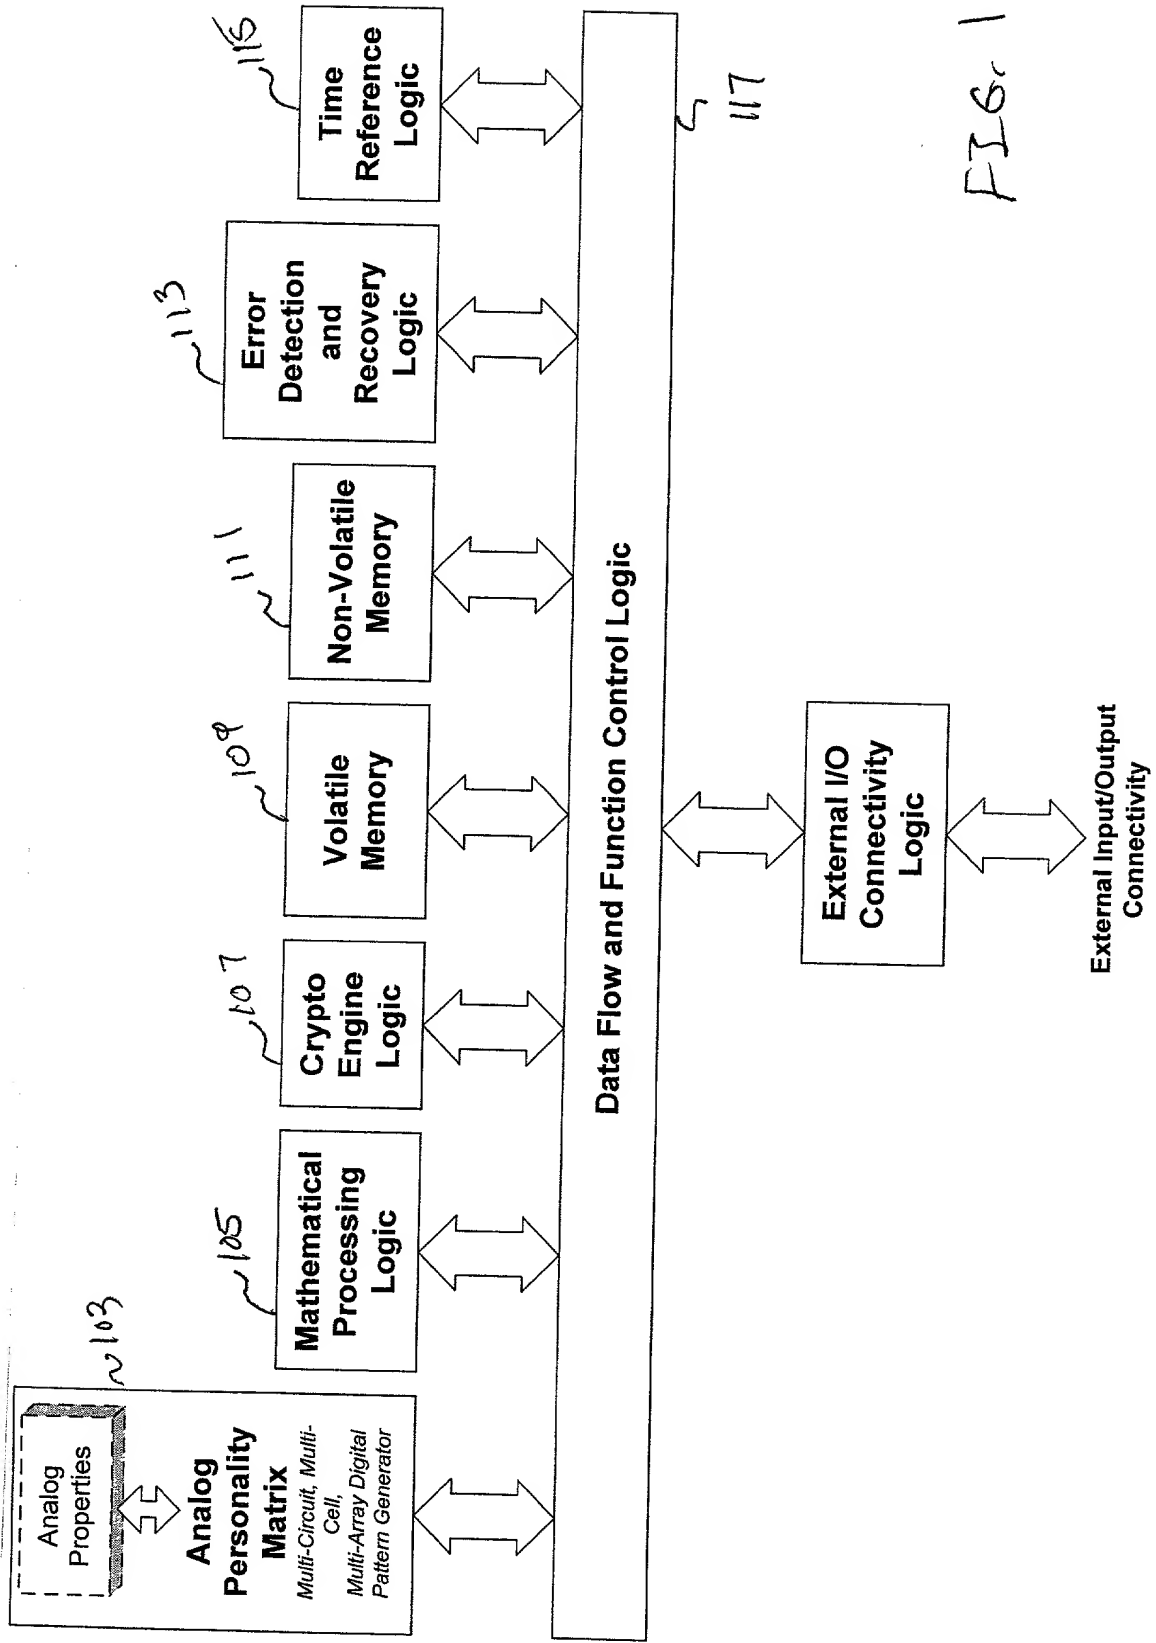 103
Analog
Properties
Analog
Personality
Matrix
Multi-Circuit, Multi-
Cell,
Multi-Array Digital
Pattern Generator
105
Mathematical
Processing
Logic
107
Crypto
Engine
Logic
109
Volatile
Memory
111
Non-Volatile
Memory
113
Error
Detection
and
Recovery
Logic
115
Time
Reference
Logic
Data Flow and Function Control Logic
117
External I/O
Connectivity
Logic
External Input/Output
Connectivity
FIG. 1